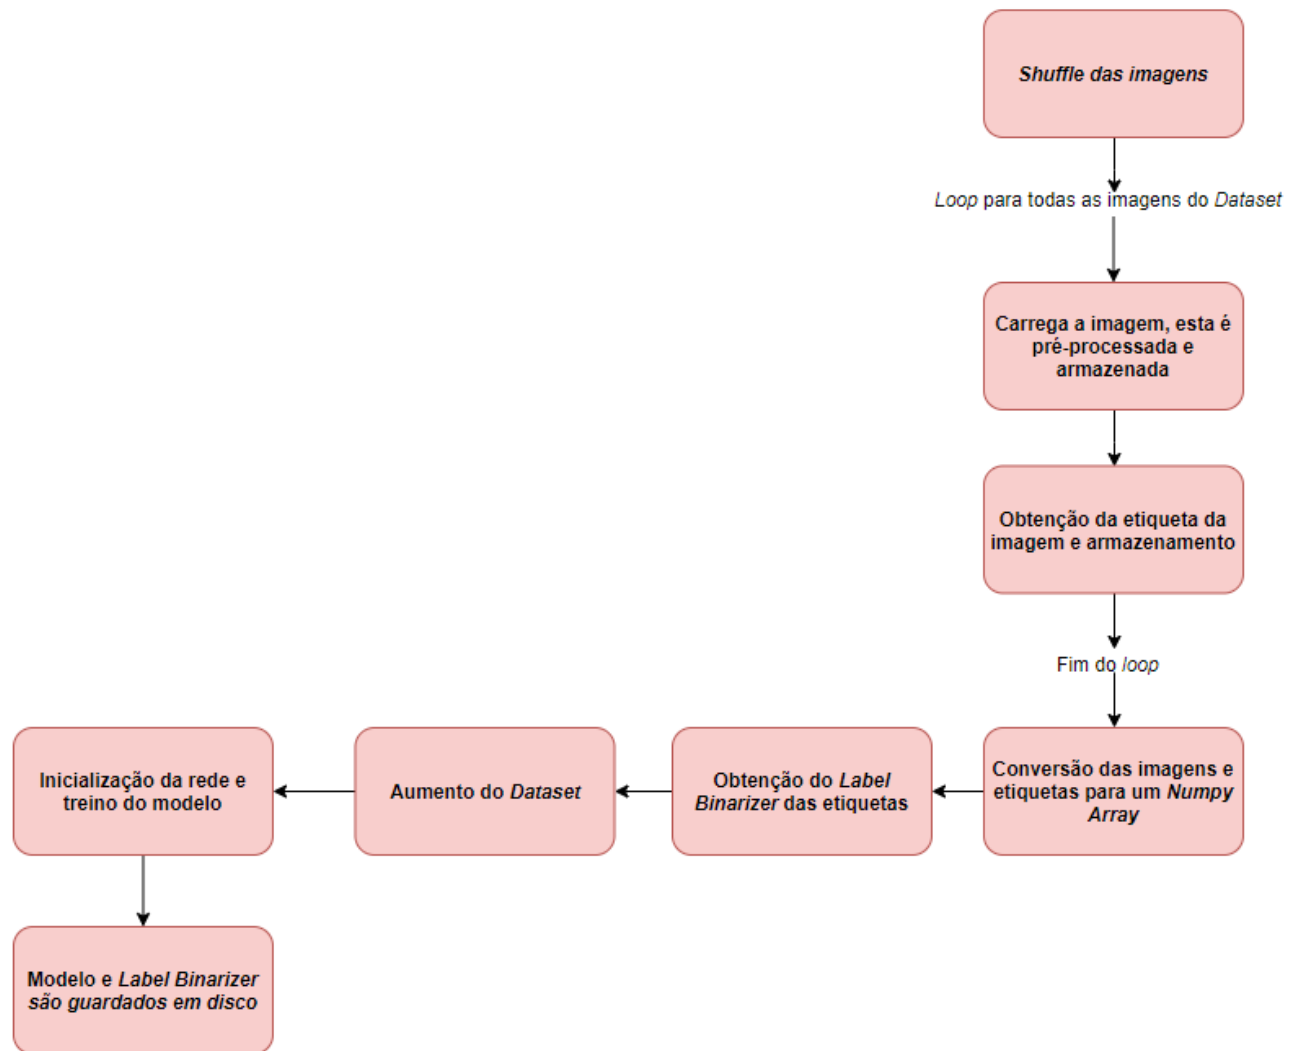 Shuffle das imagens
Loop para todas as imagens do Dataset
Carrega a imagem, esta é
pré-processada e
armazenada
Obtenção da etiqueta da
imagem e armazenamento
Fim do loop
Conversão das imagens e
etiquetas para um Numpy
Array
Obtenção do Label
Binarizer das etiquetas
Aumento do Dataset
Inicialização da rede e
treino do modelo
Modelo e Label Binarizer
são guardados em disco